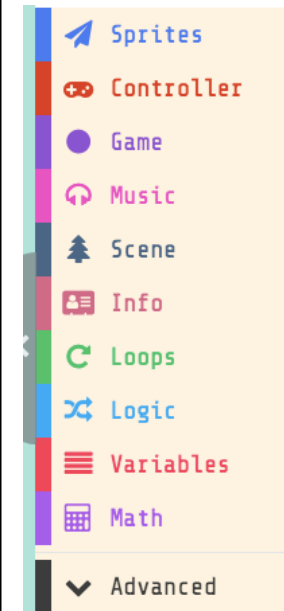 Sprites
Controller
Game
Music
Scene
Info
Loops
Logic
Variables
Math
Advanced